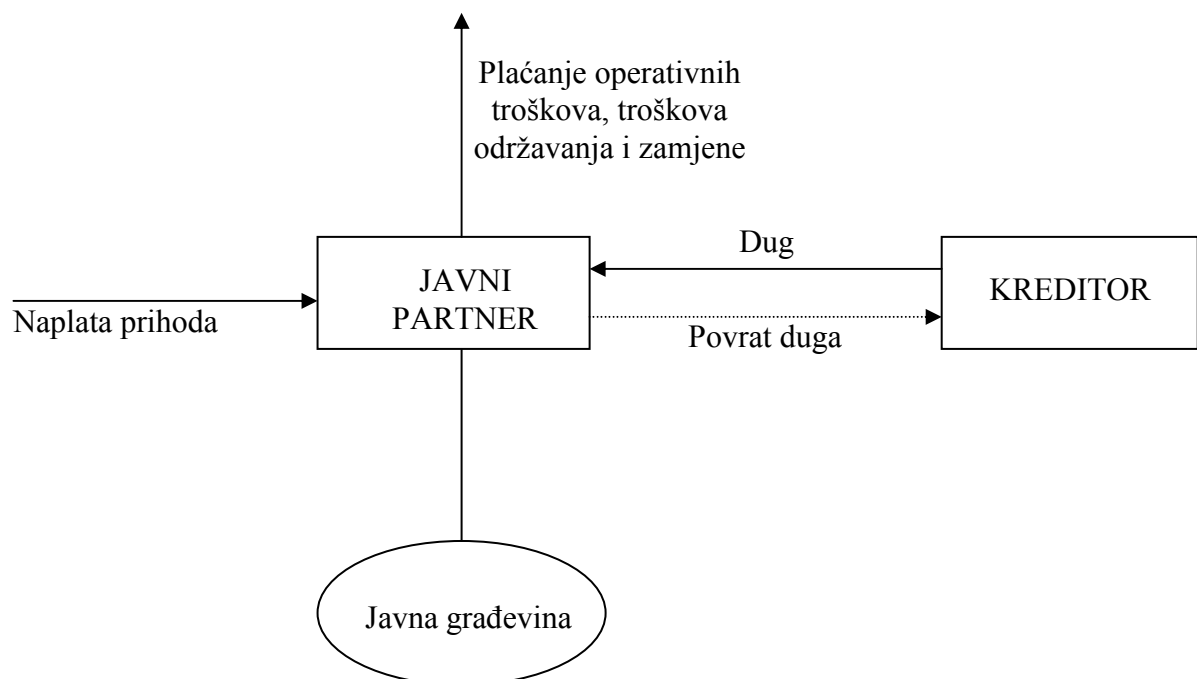 Plaćanje operativnih
troškova, troškova
održavanja i zamjene
Dug
JAVNI
PARTNER
KREDITOR
Naplata prihoda
Povrat duga
Javna građevina